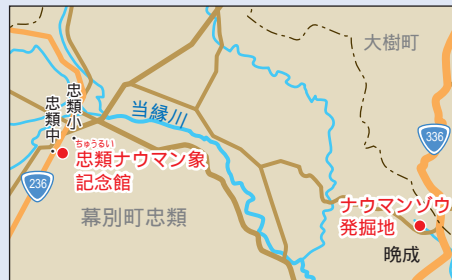 大樹町
当縁川
忠類小
忠類中
ちゅうるい
忠類ナウマン象
記念館
336
236
幕別町忠類
ナウマンゾウ
発掘地
晩成